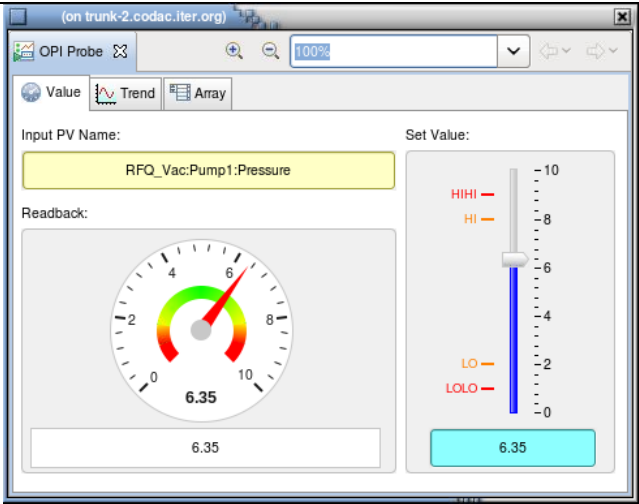 (on trunk-2.codac.iter.org)
OPI Probe
100%
Value
Trend
Array
Input PV Name:
RFQ_Vac:Pump1:Pressure
Readback:
0
2
4
6
8
10
6.35
6.35
Set Value:
10
HIHI
HI
8
6
4
LO
2
LOLO
0
6.35